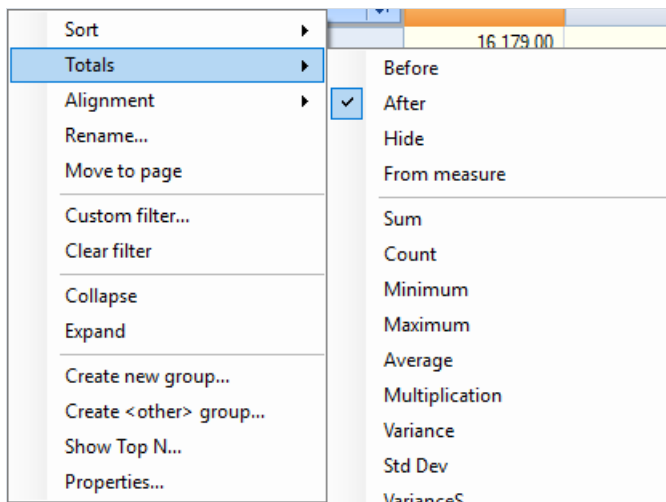 Sort
Totals
Alignment
Rename...
Move to page
Custom filter...
Clear filter
Collapse
Expand
Create new group...
Create <other> group...
Show Top N...
Properties...
16 179.00
Before
After
Hide
From measure
Sum
Count
Minimum
Maximum
Average
Multiplication
Variance
Std Dev
VarianceS